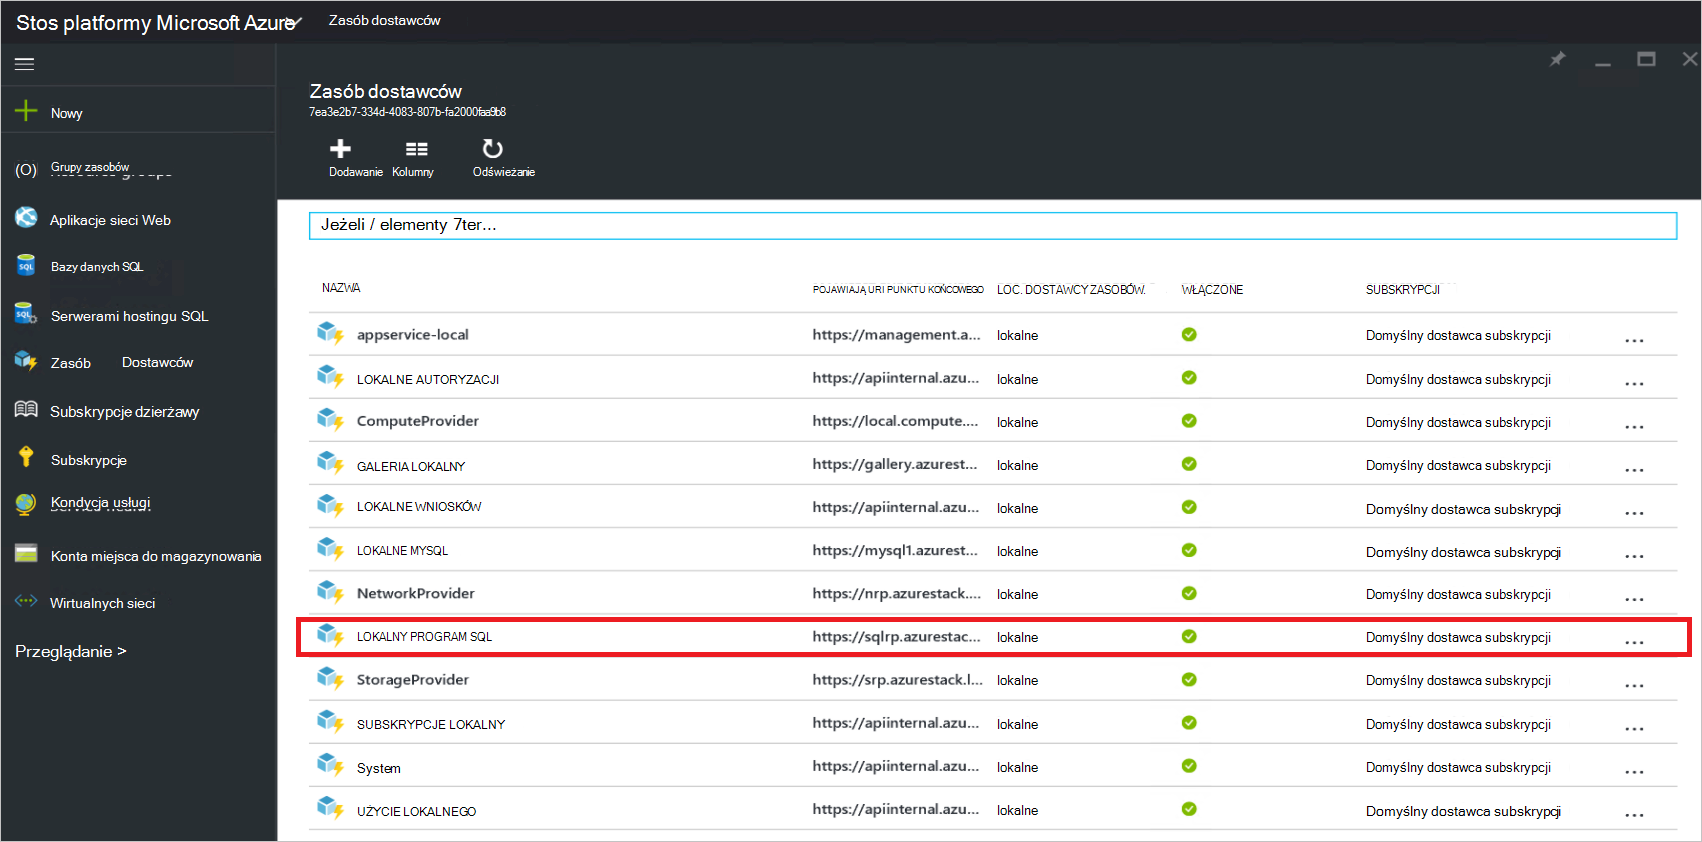 Stos platformy Microsoft Azure Zasób dostawców
Zasób dostawców
7ea3e2b7-334d-4083-807b-fa2000faa9b8
Dodawanie Kolumny Odświeżanie
Nowy
(O) Grupy zasobów
Aplikacje sieci Web
SQL Bazy danych SQL
SQL Serwerami hostingu SQL
Zasób Dostawców
Subskrypcje dzierżawy
Subskrypcje
Kondycja usługi
Konta miejsca do magazynowania
Wirtualnych sieci
Przeglądanie >
Jeżeli / elementy 7ter...
NAZWA POJAWIAJĄ URI PUNKTU KOŃCOWEGO LOC. DOSTAWCY ZASOBÓW. WŁĄCZONE SUBSKRYPCJI
appservice-local https://management.a... lokalne Domyślny dostawca subskrypcji ...
LOKALNE AUTORYZACJI https://apiinternal.azu... lokalne Domyślny dostawca subskrypcji ...
ComputeProvider https://local.compute.... lokalne Domyślny dostawca subskrypcji ...
GALERIA LOKALNY https://gallery.azurest... lokalne Domyślny dostawca subskrypcji ...
LOKALNE WNIOSKÓW https://apiinternal.azu... lokalne Domyślny dostawca subskrypcji ...
LOKALNE MYSQL https://mysql1.azurest... lokalne Domyślny dostawca subskrypcji ...
NetworkProvider https://nrp.azurestack.... lokalne Domyślny dostawca subskrypcji ...
LOKALNY PROGRAM SQL https://sqlrp.azurestac... lokalne Domyślny dostawca subskrypcji ...
StorageProvider https://srp.azurestack.l... lokalne Domyślny dostawca subskrypcji ...
SUBSKRYPCJE LOKALNY https://apiinternal.azu... lokalne Domyślny dostawca subskrypcji ...
System https://apiinternal.azu... lokalne Domyślny dostawca subskrypcji ...
UŻYCIE LOKALNEGO https://apiinternal.azu... lokalne Domyślny dostawca subskrypcji ...